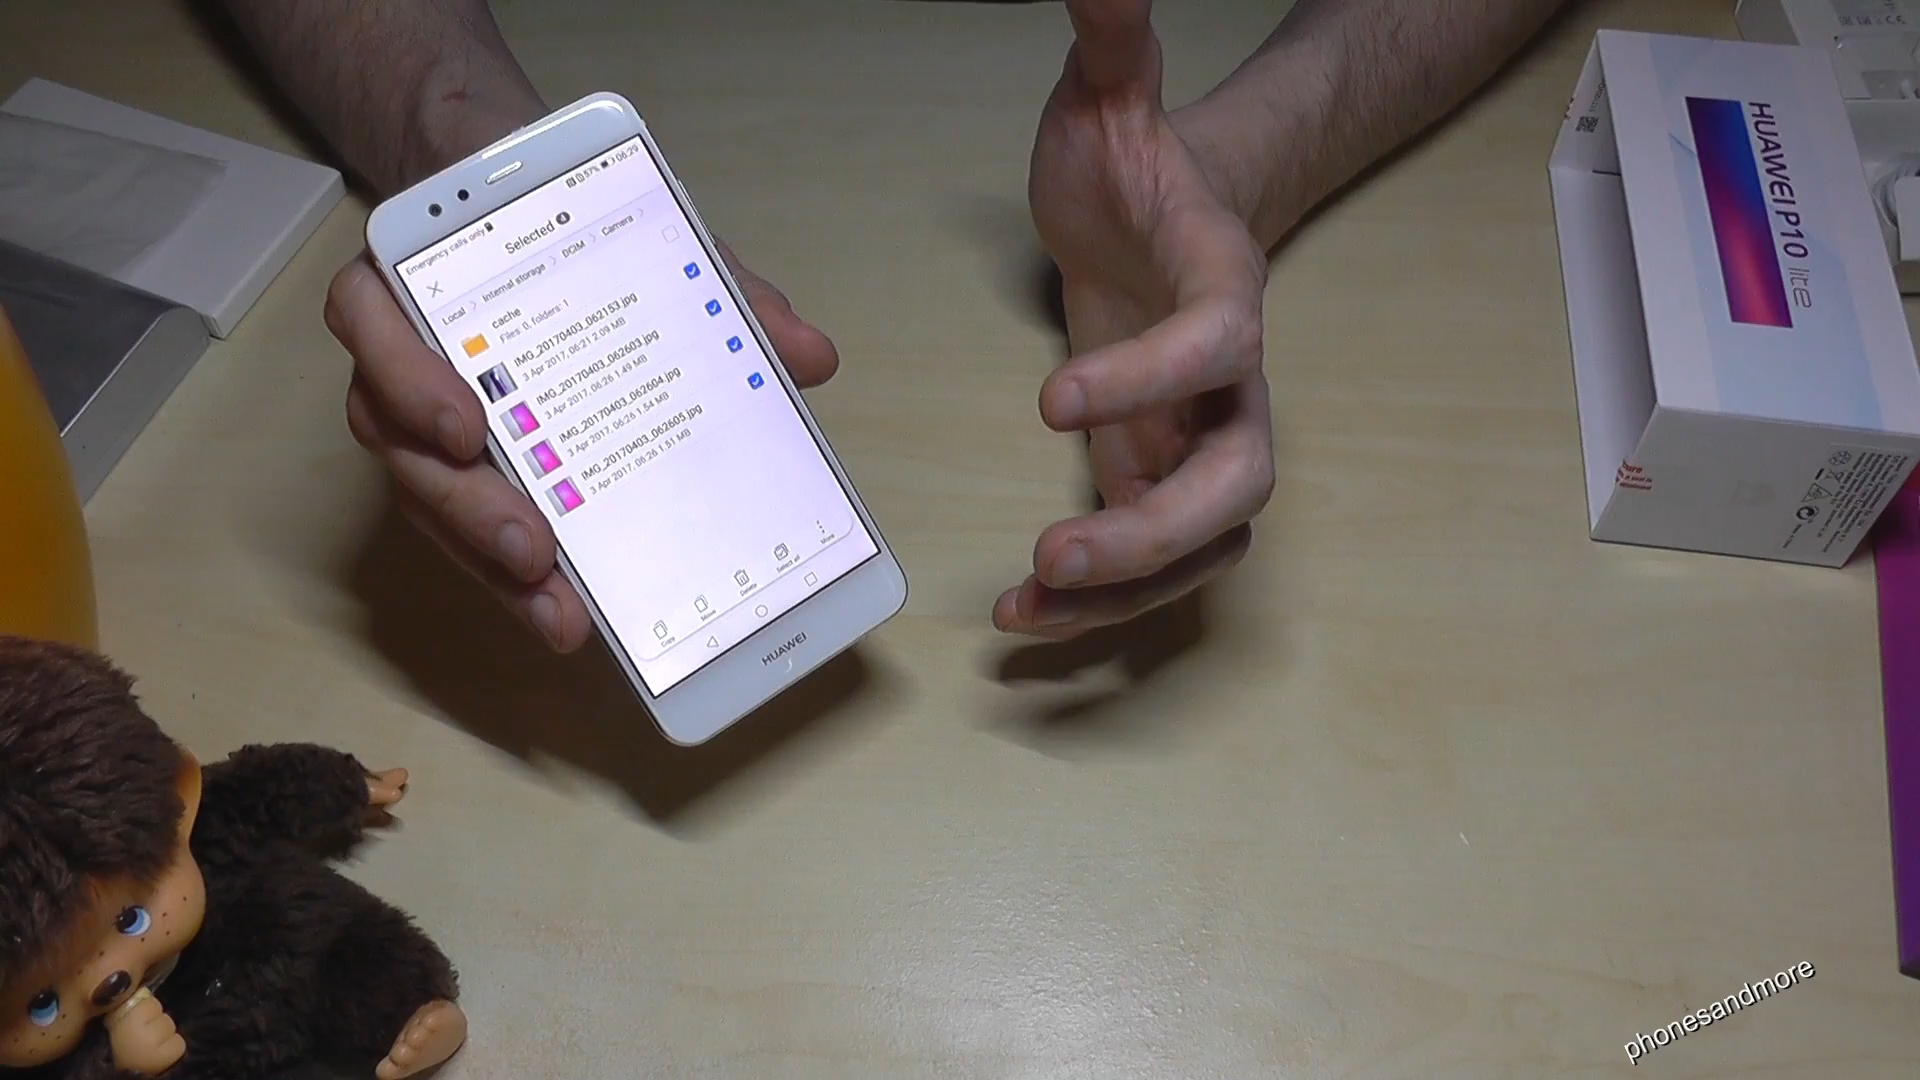 Emergency calls only
57% 06:29
Selected 4
Local > Internal storage > DCIM > Camera >
cache
Files: 0, folders: 1
IMG_20170403_062153.jpg
3 Apr 2017, 06:21 2.09 MB
IMG_20170403_062603.jpg
3 Apr 2017, 06:26 1.49 MB
IMG_20170403_062604.jpg
3 Apr 2017, 06:26 1.54 MB
IMG_20170403_062605.jpg
3 Apr 2017, 06:26 1.51 MB
Copy
Move
Delete
Select all
More
HUAWEI
HUAWEI P10 lite
phonesandmore